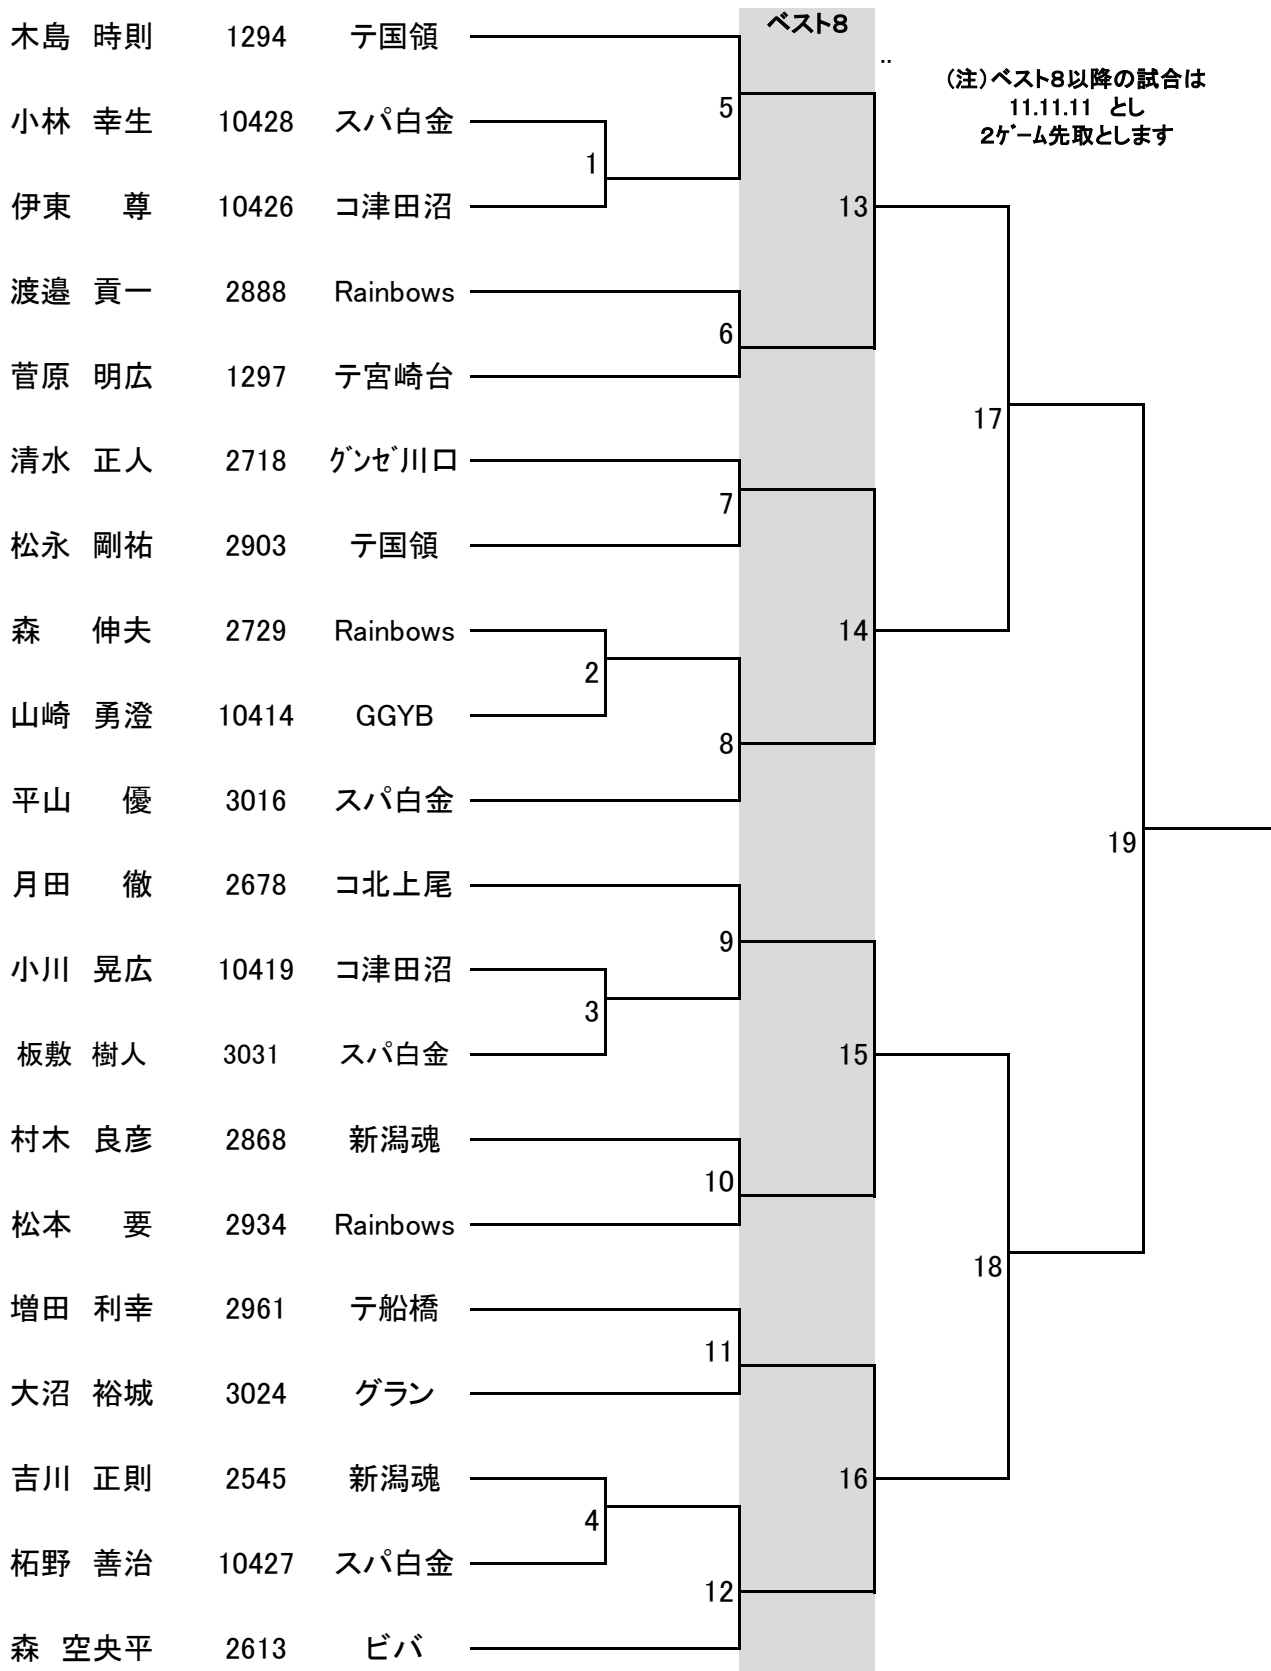 木島 時則 1294 テ国領 ベスト8
..
(注)ベスト8以降の試合は
11.11.11 とし
2ゲーム先取とします
5
小林 幸生 10428 スパ白金
1
伊東 尊 10426 コ津田沼 13
渡邉 貢一 2888 Rainbows
6
菅原 明広 1297 テ宮崎台
17
清水 正人 2718 グンゼ川口
7
松永 剛祐 2903 テ国領
森 伸夫 2729 Rainbows 14
2
山崎 勇澄 10414 GGYB
8
平山 優 3016 スパ白金
19
月田 徹 2678 コ北上尾
9
小川 晃広 10419 コ津田沼
3
板敷 樹人 3031 スパ白金 15
村木 良彦 2868 新潟魂
10
松本 要 2934 Rainbows
18
増田 利幸 2961 テ船橋
11
大沼 裕城 3024 グラン
吉川 正則 2545 新潟魂 16
4
柘野 善治 10427 スパ白金
12
森 空央平 2613 ビバ